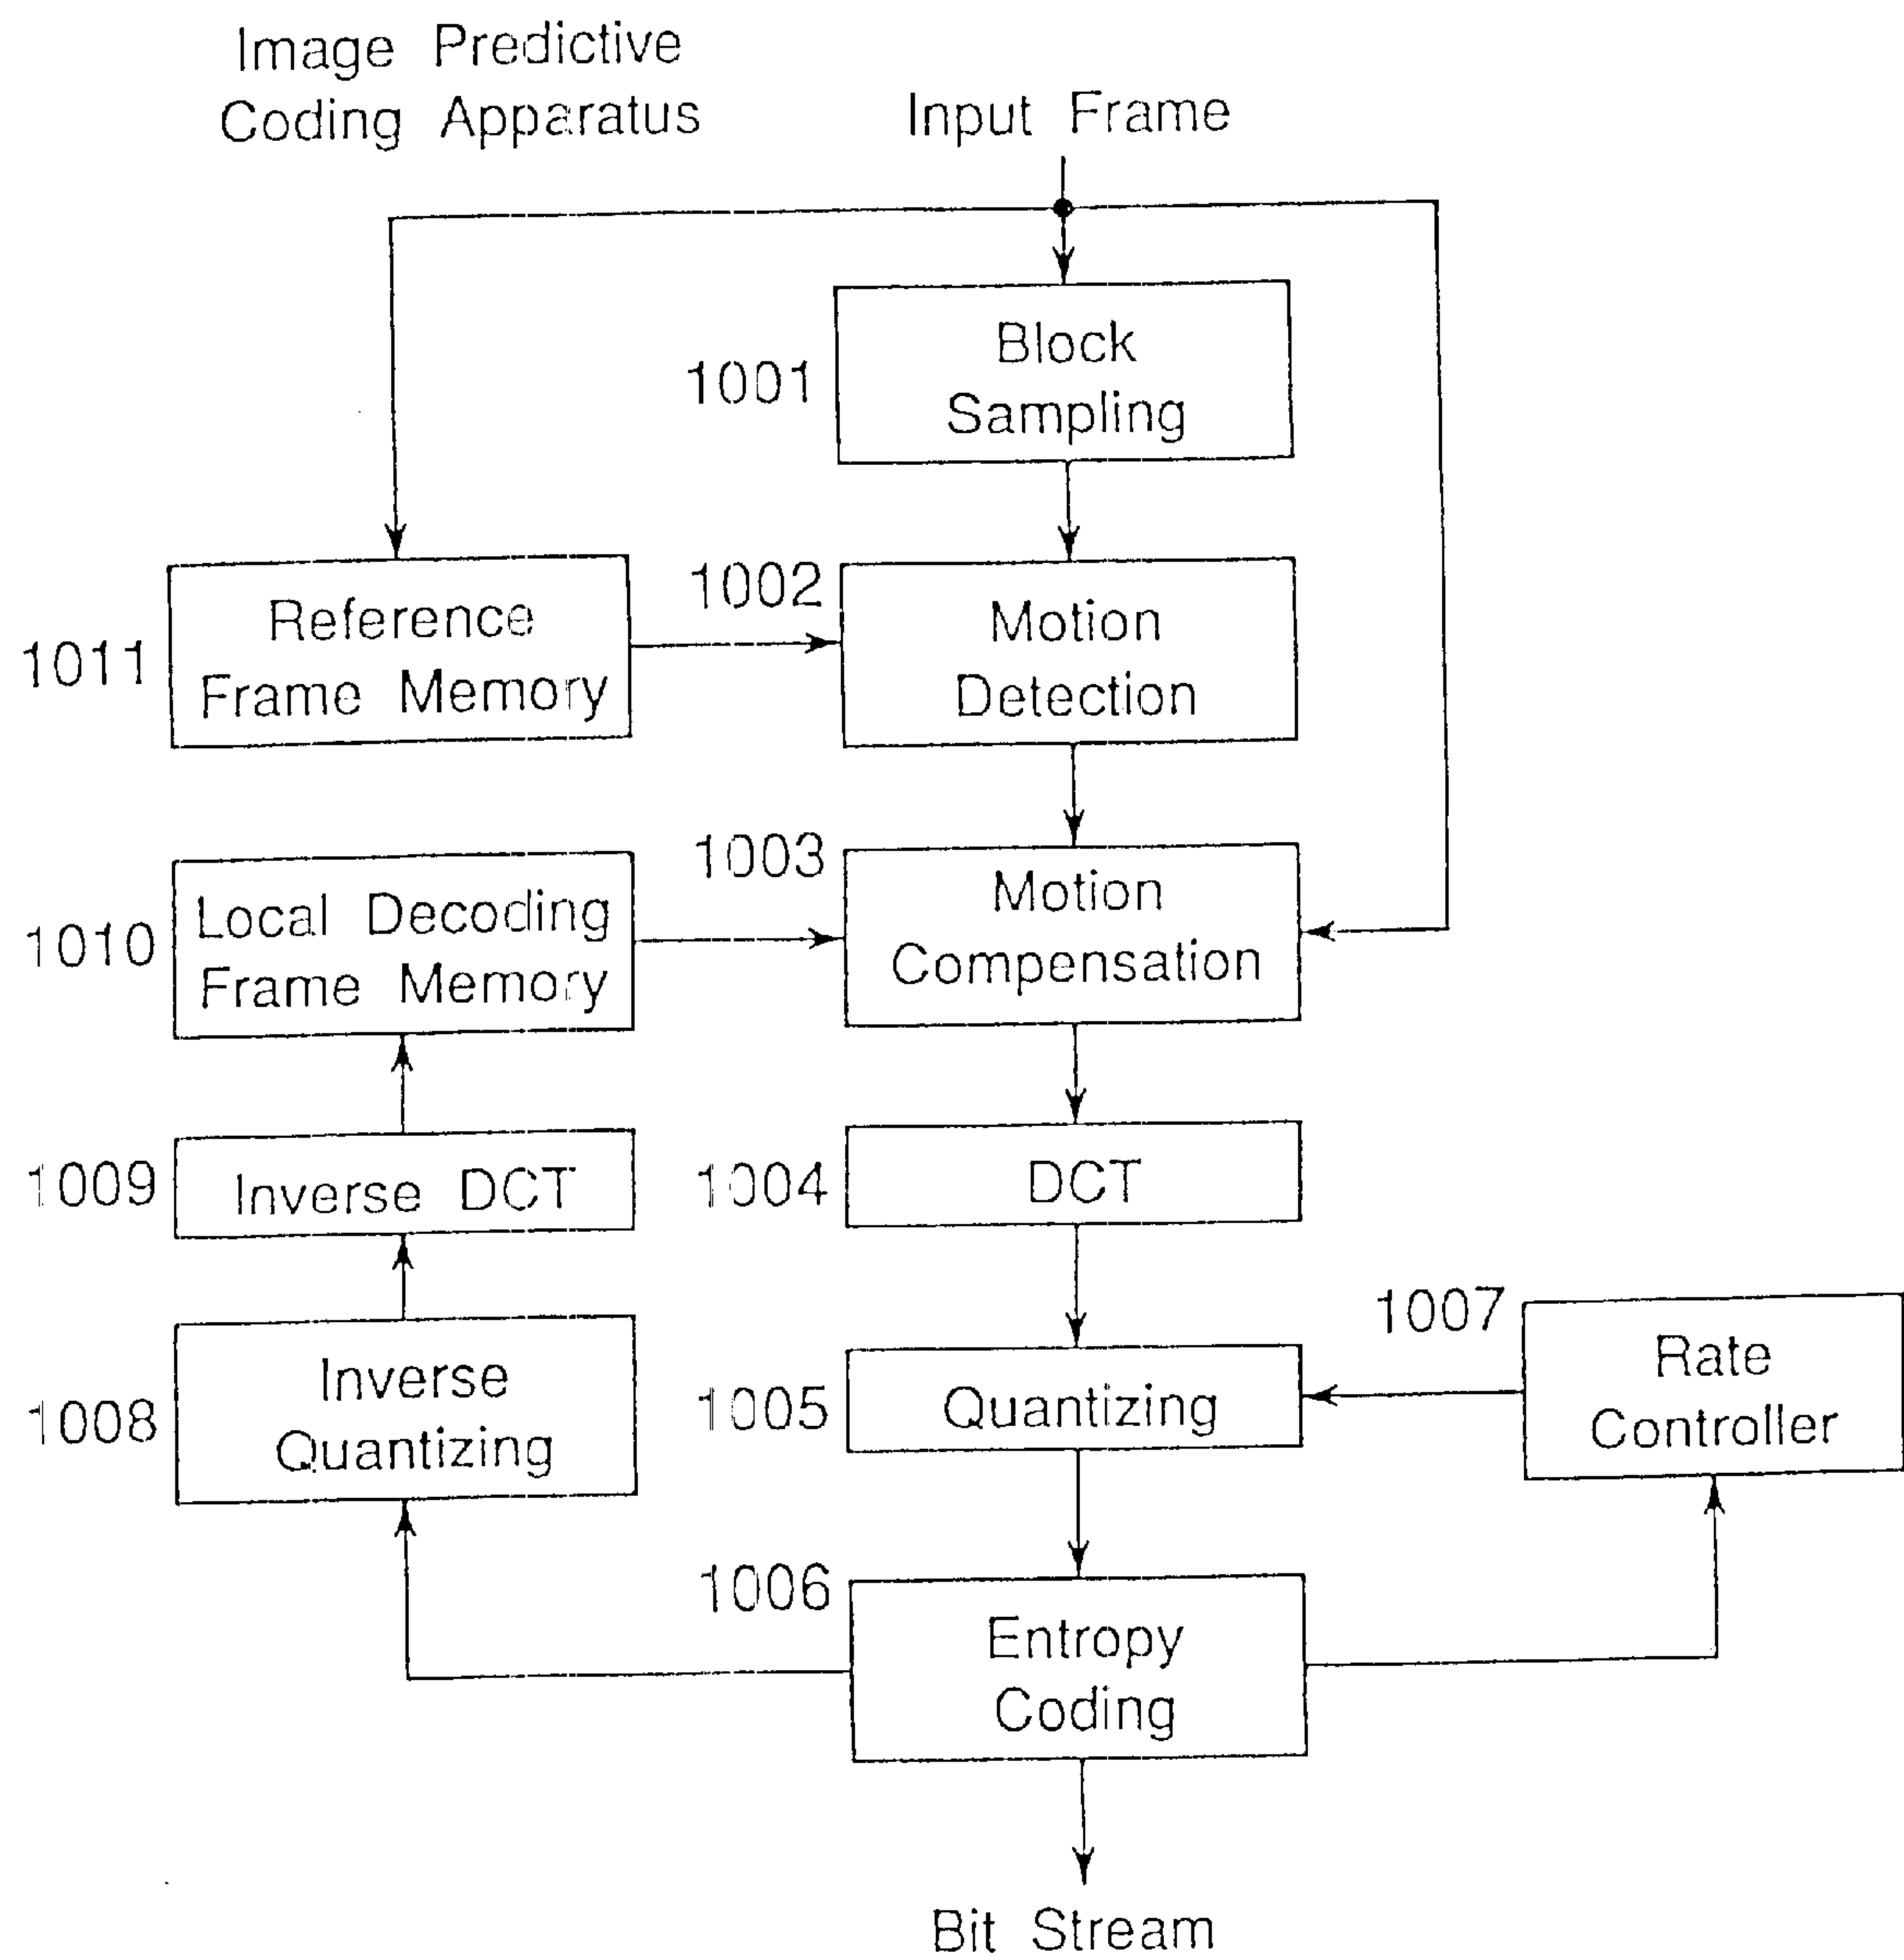 Image Predictive
Coding Apparatus
Input Frame
1001
Block
Sampling
1011
Reference
Frame Memory
1002
Motion
Detection
1010
Local Decoding
Frame Memory
1003
Motion
Compensation
1009
Inverse DCT
1004
DCT
1008
Inverse
Quantizing
1005
Quantizing
1007
Rate
Controller
1006
Entropy
Coding
Bit Stream